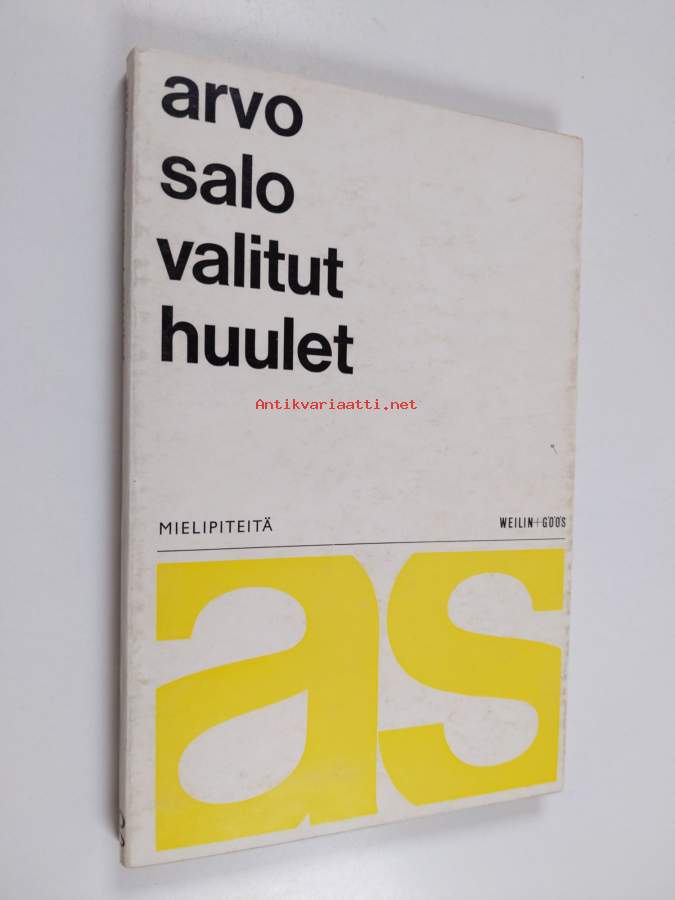 arvo
salo
valitut
huulet
Antikvariaatti.net
MIELIPITEITÄ
WEILIN+GÖÖS
as